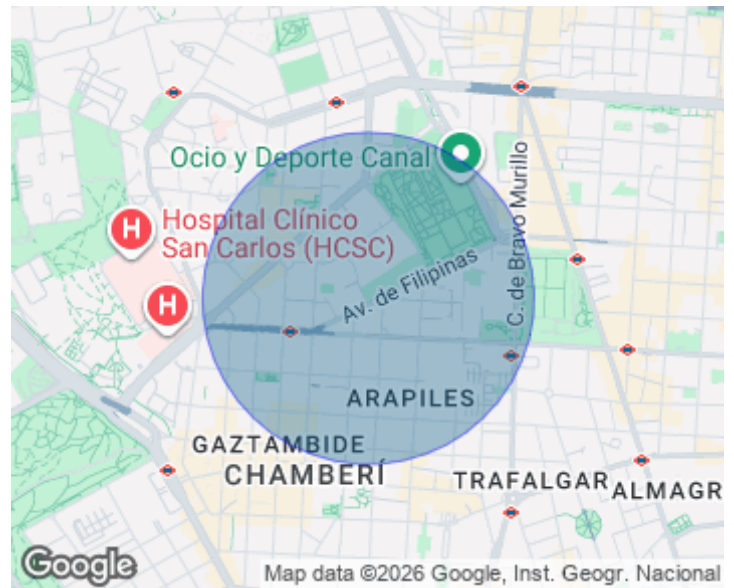 Ocio y Deporte Canal
H
Hospital Clínico
San Carlos (HCSC)
H
Av. de Filipinas
C. de Bravo Murillo
ARAPILES
GAZTAMBIDE
CHAMBERÍ
TRAFALGAR
ALMAGR
Google
Map data ©2026 Google, Inst. Geogr. Nacional